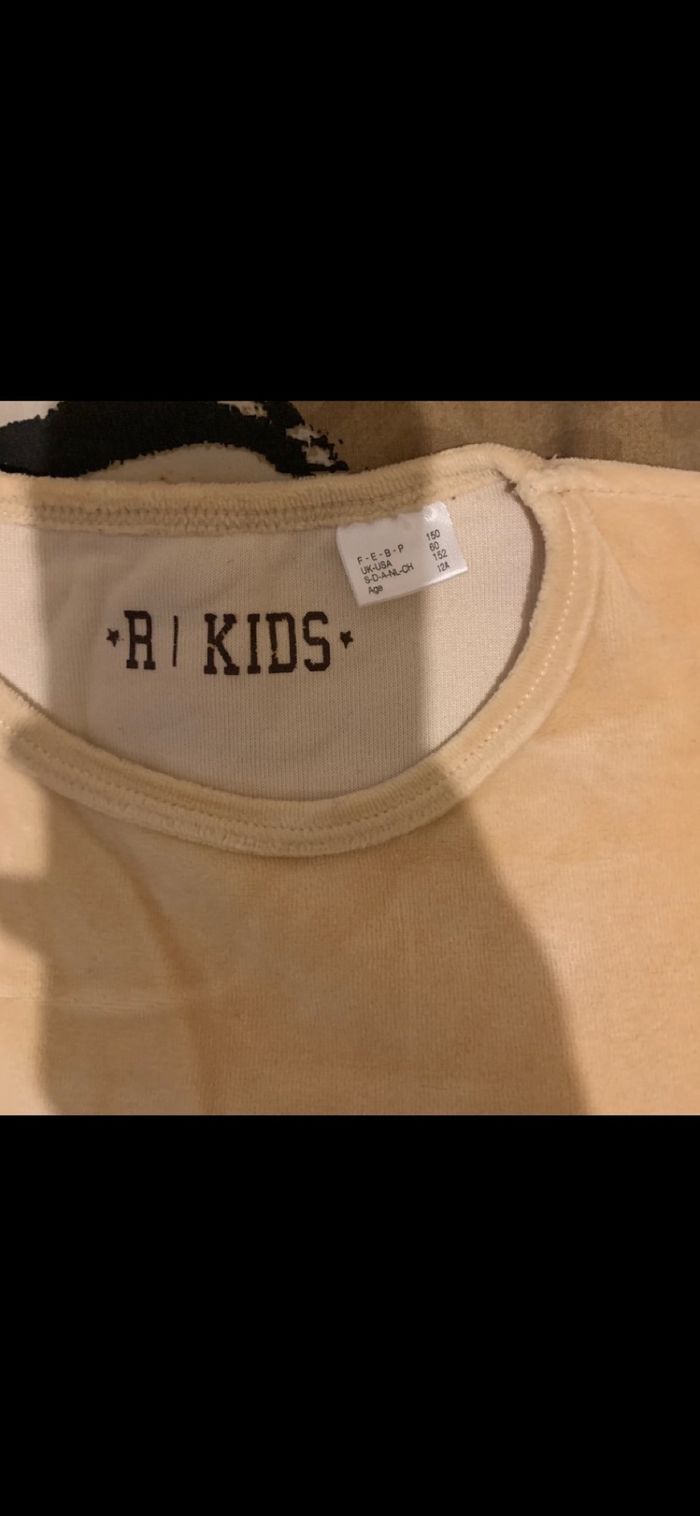 F - E - B - P 150
UK-USA 60
S-D-A-NL-CH 152
Age 12A
R | KIDS